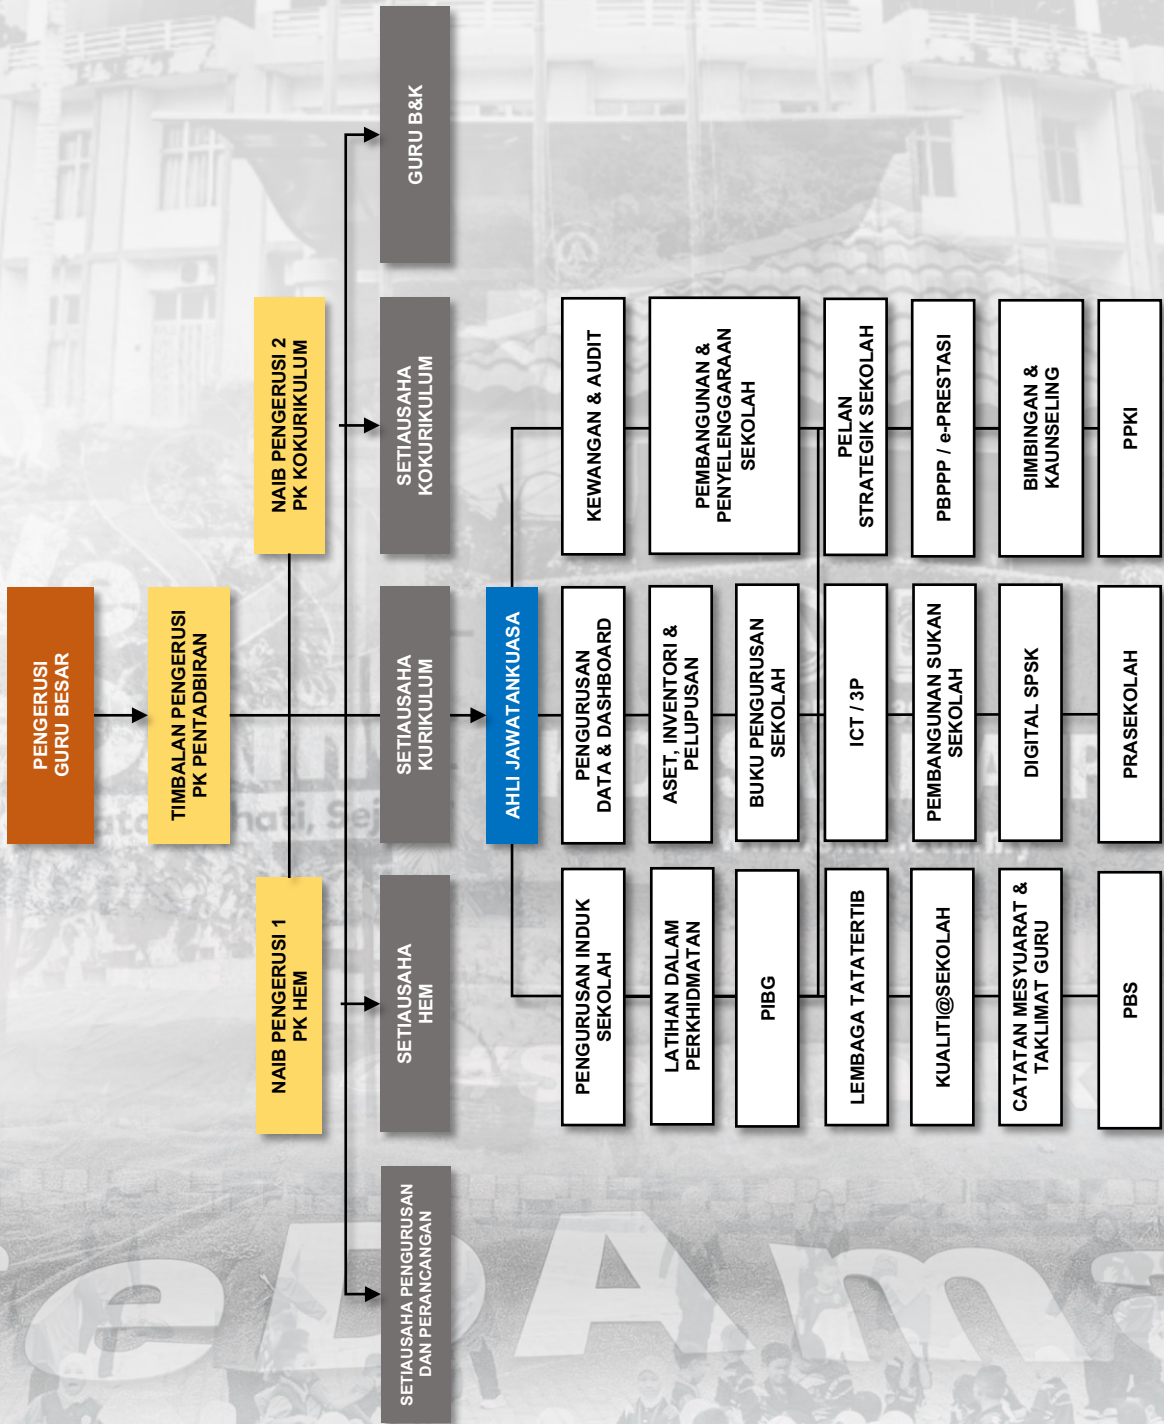 PENGERUSI
GURU BESAR
TIMBALAN PENGERUSI
PK PENTADBIRAN
NAIB PENGERUSI 1
PK HEM
NAIB PENGERUSI 2
PK KOKURIKULUM
SETIAUSAHA PENGURUSAN
DAN PERANCANGAN
SETIAUSAHA
HEM
SETIAUSAHA
KURIKULUM
SETIAUSAHA
KOKURIKULUM
GURU B&K
AHLI JAWATANKUASA
PENGURUSAN INDUK
SEKOLAH
PENGURUSAN
DATA & DASHBOARD
KEWANGAN & AUDIT
LATIHAN DALAM
PERKHIDMATAN
ASET, INVENTORI &
PELUPUSAN
PEMBANGUNAN &
PENYELENGGARAAN
SEKOLAH
PIBG
BUKU PENGURUSAN
SEKOLAH
LEMBAGA TATATERTIB
ICT / 3P
PELAN
STRATEGIK SEKOLAH
KUALITI@SEKOLAH
PEMBANGUNAN SUKAN
SEKOLAH
PBPPP / e-PRESTASI
CATATAN MESYUARAT &
TAKLIMAT GURU
DIGITAL SPSK
BIMBINGAN &
KAUNSELING
PBS
PRASEKOLAH
PPKI